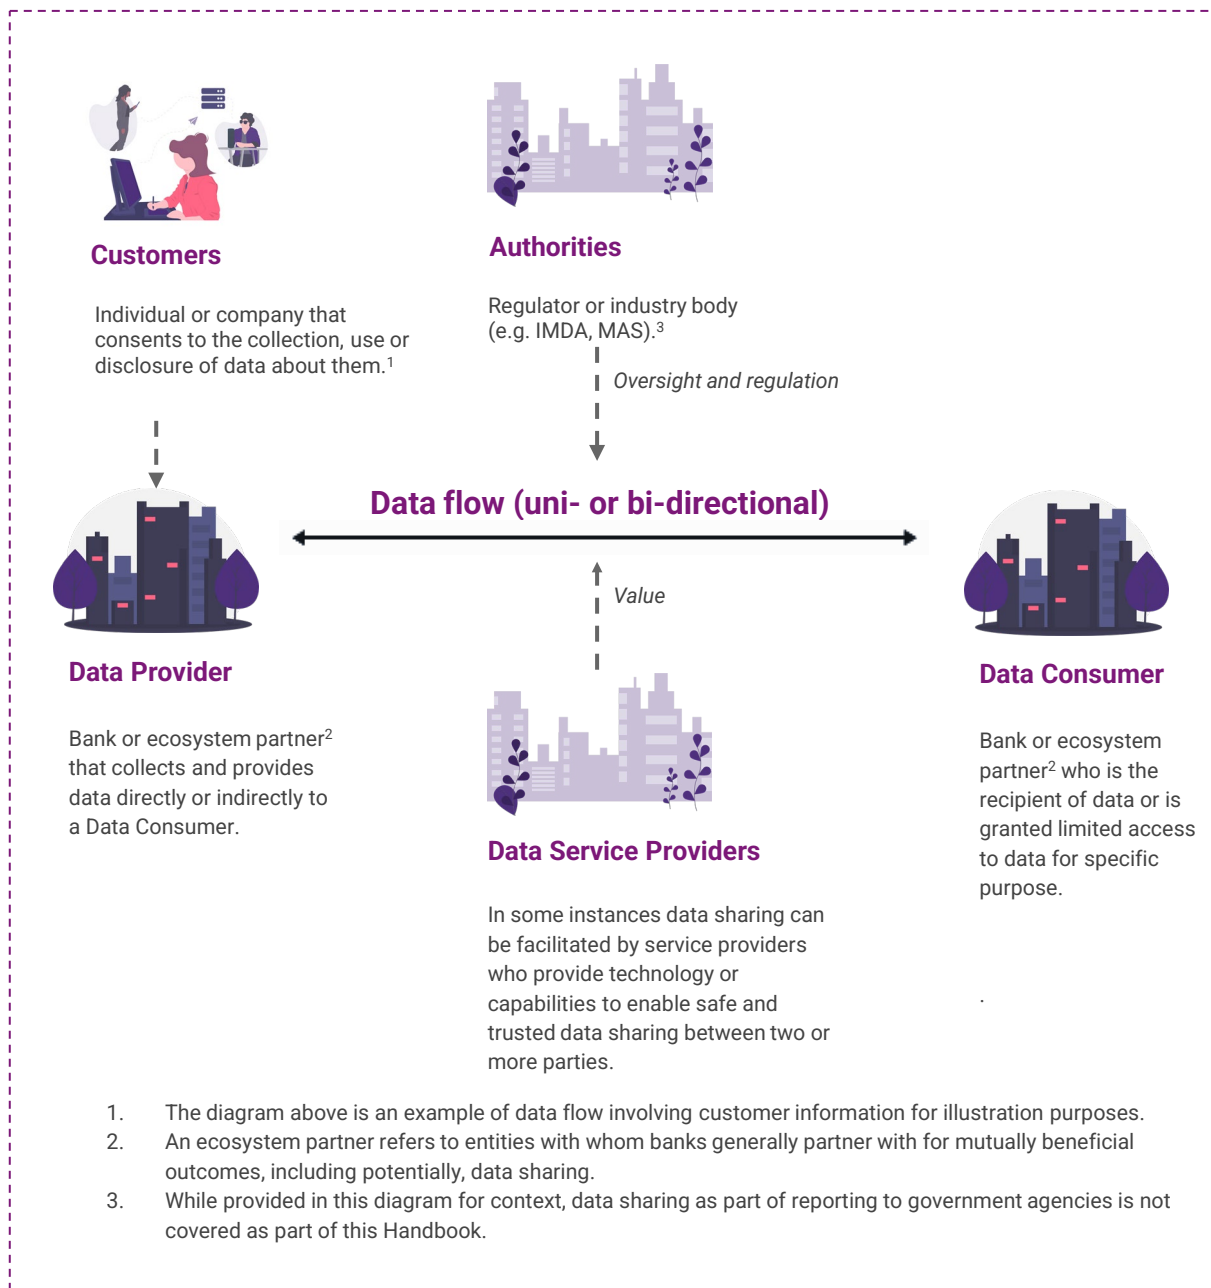 Customers
Individual or company that
consents to the collection, use or
disclosure of data about them.1
Authorities
Regulator or industry body
(e.g. IMDA, MAS).3
Oversight and regulation
Data flow (uni- or bi-directional)
Value
Data Provider
Bank or ecosystem partner2
that collects and provides
data directly or indirectly to
a Data Consumer.
Data Service Providers
In some instances data sharing can
be facilitated by service providers
who provide technology or
capabilities to enable safe and
trusted data sharing between two or
more parties.
Data Consumer
Bank or ecosystem
partner2 who is the
recipient of data or is
granted limited access
to data for specific
purpose.
.
1. The diagram above is an example of data flow involving customer information for illustration purposes.
2. An ecosystem partner refers to entities with whom banks generally partner with for mutually beneficial
outcomes, including potentially, data sharing.
3. While provided in this diagram for context, data sharing as part of reporting to government agencies is not
covered as part of this Handbook.